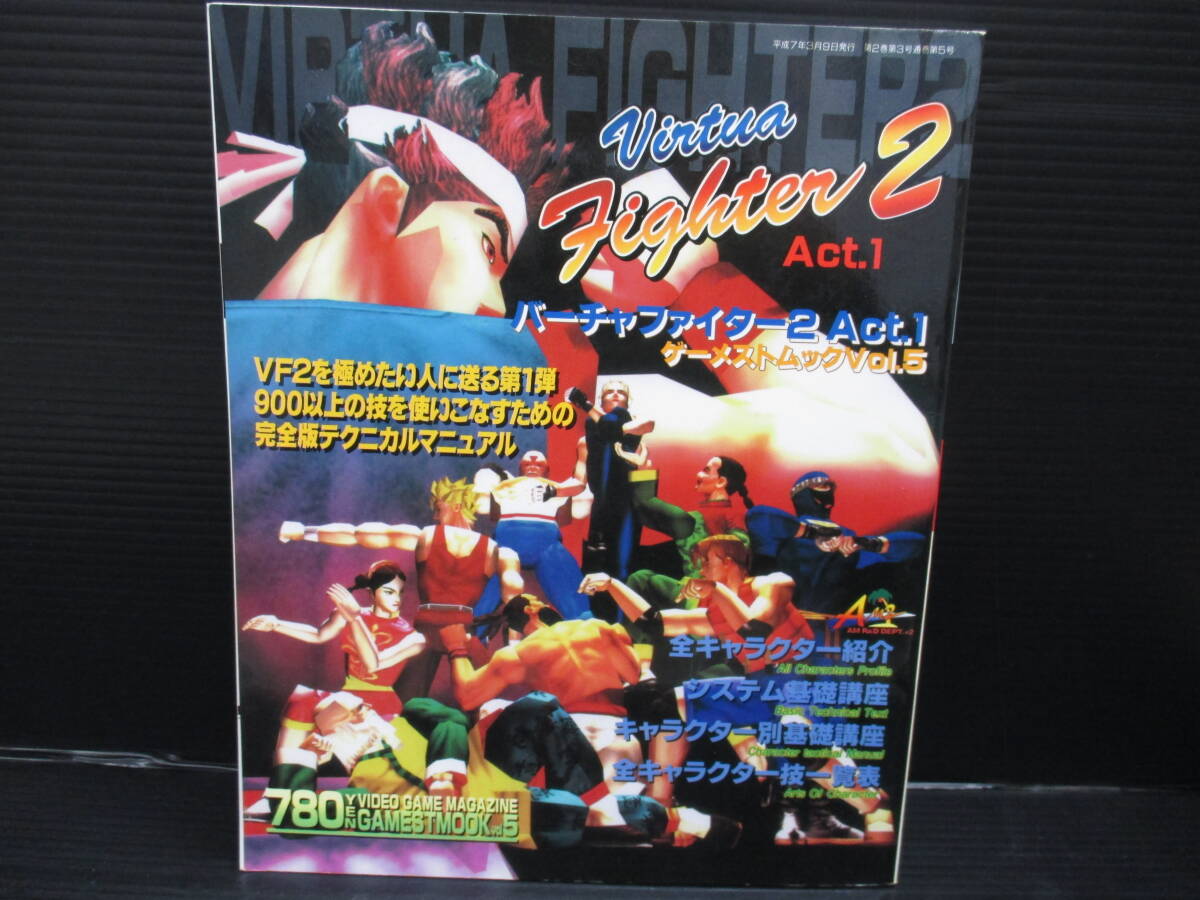 VIRTUA FIGHTER2
平成7年3月9日発行 第2巻第3号通巻第5号
Virtua
Fighter 2
Act.1
バーチャファイター2 Act.1
ゲーメストムックVol.5
VF2を極めたい人に送る第1弾
900以上の技を使いこなすための
完全版テクニカルマニュアル
AM2
AM R&D DEPT.#2
全キャラクター紹介
All Characters Profile
システム基礎講座
Basic Technical Text
キャラクター別基礎講座
Character tactical Manual
全キャラクター技一覧表
Arts Of Character
780YEN
VIDEO GAME MAGAZINE
GAMESTMOOK vol5